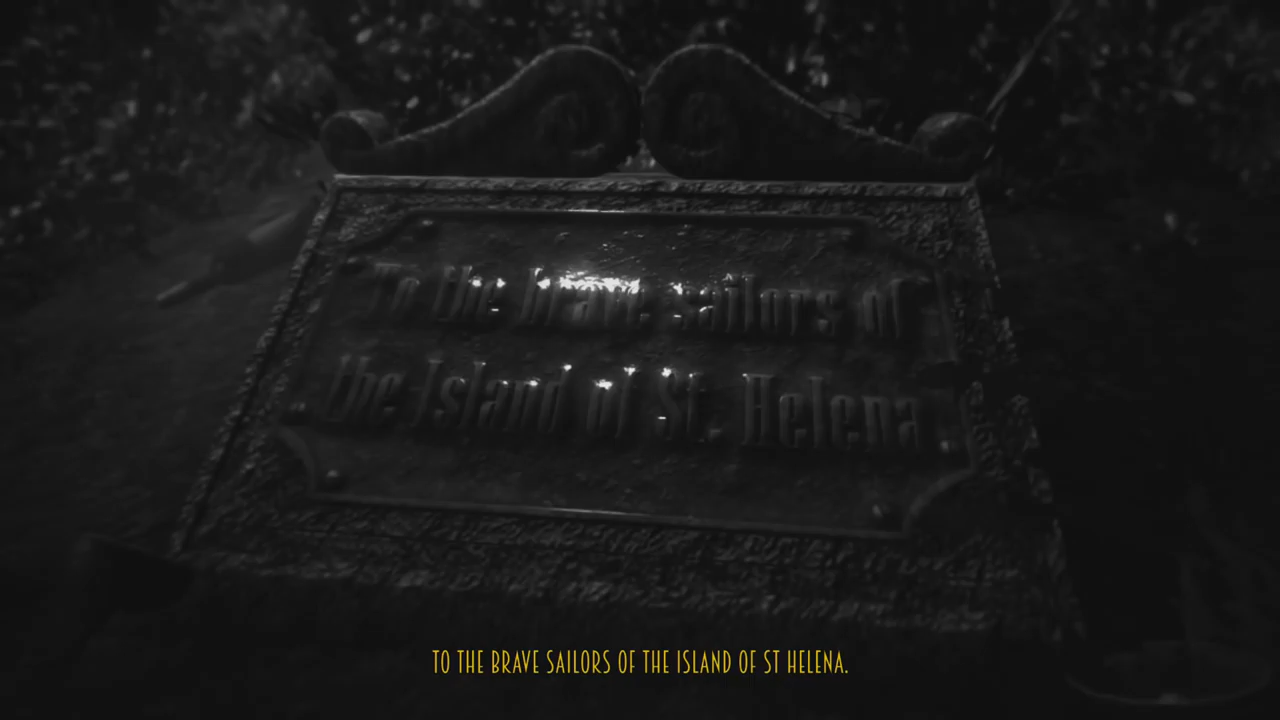 To the brave sailors of
the Island of St. Helena
TO THE BRAVE SAILORS OF THE ISLAND OF ST HELENA.